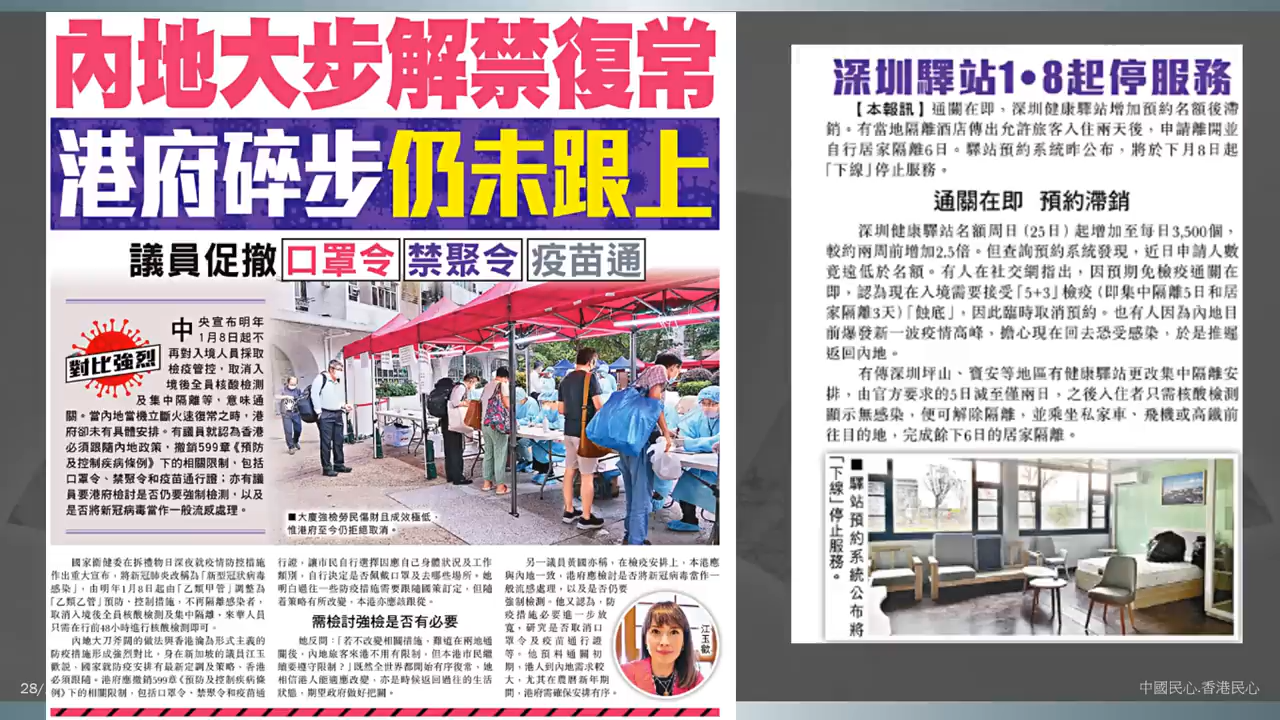 內地大步解禁復常
港府碎步仍未跟上
議員促撤 口罩令 禁聚令 疫苗通
對比強烈
中央宣布明年
1月8日起不
再對入境人員採取
檢疫管控，取消入
境後全員核酸檢測
及集中隔離等，意味通
關。當內地當機立斷火速復常之時，港
府卻未有具體安排。有議員就認為香港
必須跟隨內地政策，撤銷599章《預防
及控制疾病條例》下的相關限制，包括
口罩令、禁聚令和疫苗通行證；亦有議
員要港府檢討是否仍要強制檢測，以及
是否將新冠病毒當作一般流感處理。
■大廈強檢勞民傷財且成效極低，
惟港府至今仍拒絕取消。
國家衛健委在拆禮物日深夜就疫情防控措施
作出重大宣布，將新冠肺炎改稱為「新型冠狀病毒
感染」，由明年1月8日起由「乙類甲管」調整為
「乙類乙管」預防、控制措施，不再隔離感染者，
取消入境後全員核酸檢測及集中隔離，來華人員
只需在行前48小時進行核酸檢測即可。
內地大刀斧闊的做法與香港淪為形式主義的
防疫措施形成強烈對比，身在新加坡的議員江玉
歡說，國家就防疫安排有最新定調及策略，香港
必須跟隨。港府應撤銷599章《預防及控制疾病條
例》下的相關限制，包括口罩令、禁聚令和疫苗通
行證，讓市民自行選擇因應自己身體狀況及工作
類別，自行決定是否佩戴口罩及去哪些場所。她
明白過往一些防疫措施需要跟隨國策訂定，但隨
着策略有所改變，本港亦應該跟從。
需檢討強檢是否有必要
她反問：「若不改變相關措施，難道在兩地通
關後，內地旅客來港不用有限制，但本港市民繼
續要遵守限制？」既然全世界都開始有序復常，她
相信港人能適應改變，亦是時候返回過往的生活
狀態，期望政府做好把關。
另一議員黃國亦稱，在檢疫安排上，本港應
與內地一致，港府應檢討是否將新冠病毒當作一
般流感處理，以及是否仍要
強制檢測。他又認為，防
疫措施必要進一步放
寬，研究是否取消口罩
令及疫苗通行證
等。他預料通關初
期，港人到內地需求較
大，尤其在農曆新年期
間，港府需確保安排有序。
江玉歡
深圳驛站1•8起停服務
【本報訊】通關在即，深圳健康驛站增加預約名額後滯
銷。有當地隔離酒店傳出允許旅客入住兩天後，申請離開並
自行居家隔離6日。驛站預約系統昨公布，將於下月8日起
「下線」停止服務。
通關在即　預約滯銷
深圳健康驛站名額周日（25日）起增加至每日3,500個，
較約兩周前增加2.5倍。但查詢預約系統發現，近日申請人數
竟遠低於名額。有人在社交網指出，因預期免檢疫通關在
即，認為現在入境需要接受「5+3」檢疫（即集中隔離5日和居
家隔離3天）「蝕底」，因此臨時取消預約。也有人因為內地目
前爆發新一波疫情高峰，擔心現在回去恐受感染，於是推遲
返回內地。
有傳深圳坪山、寶安等地區有健康驛站更改集中隔離安
排，由官方要求的5日減至僅兩日，之後入住者只需核酸檢測
顯示無感染，便可解除隔離，並乘坐私家車、飛機或高鐵前
往目的地，完成餘下6日的居家隔離。
■驛站預約系統公布將
「下線」停止服務。
28/
中國民心·香港民心